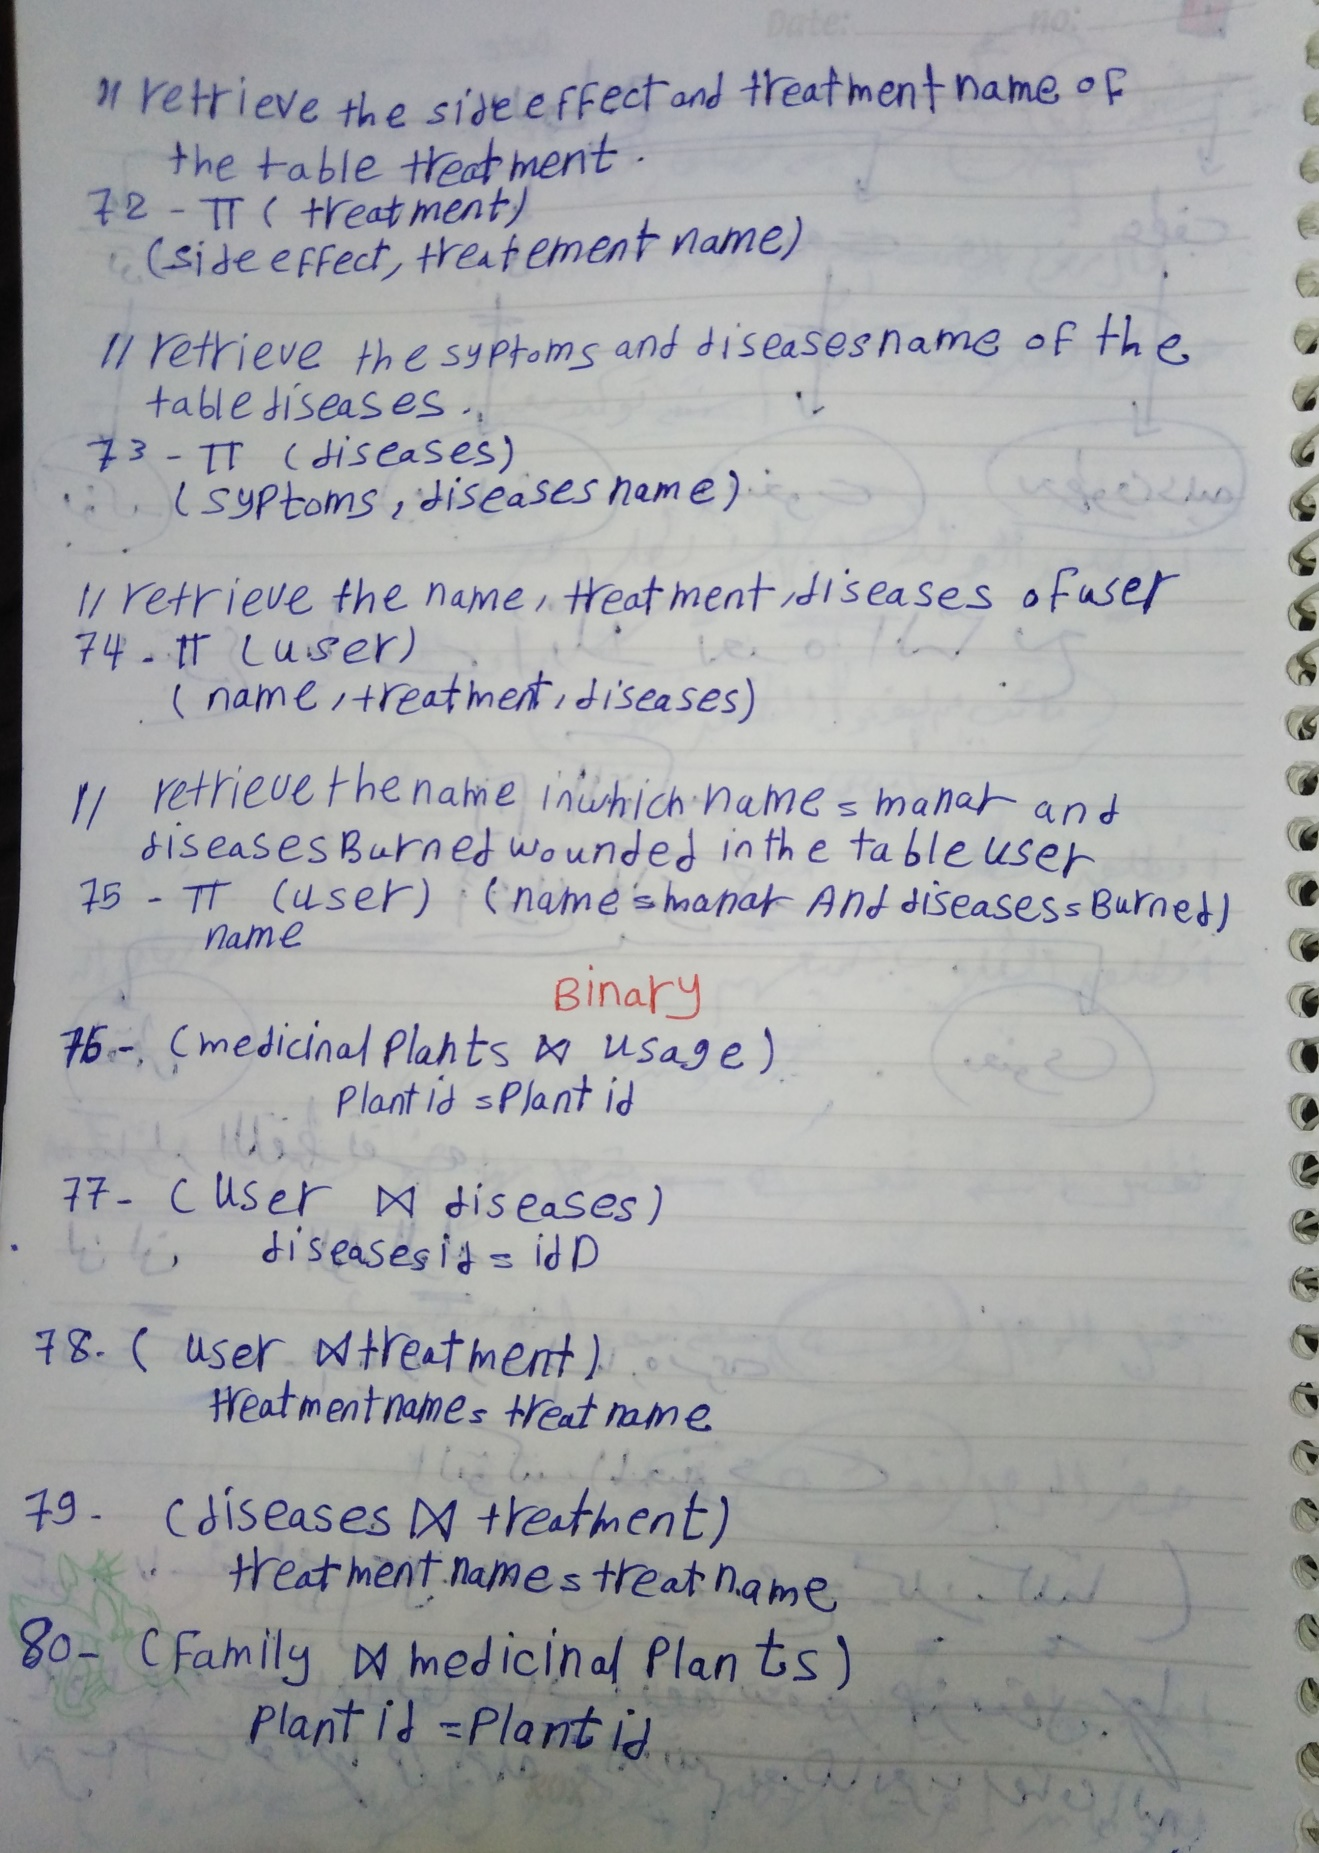 Date: no:
// retrieve the side effect and treatment name of
the table treatment.
72 - π ( treatment)
(side effect, treatement name)
// retrieve the syptoms and diseases name of the
table diseases.
73 - π (diseases)
(syptoms, diseases name)
// retrieve the name, treatment, diseases of user
74 - π (user)
(name, treatment, diseases)
// retrieve the name in which name = manar and
diseases Burned wounded in the table user
75 - π (user) (name = manar And diseases = Burned)
name
Binary
76 - (medicinal Plants ⋈ usage)
Plant id = Plant id
77 - (User ⋈ diseases)
diseases id = idD
78. (user ⋈ treatment)
treatment name = treat name
79 - (diseases ⋈ treatment)
treatment name = treat name
80 - (Family ⋈ medicinal Plants)
Plant id = Plant id